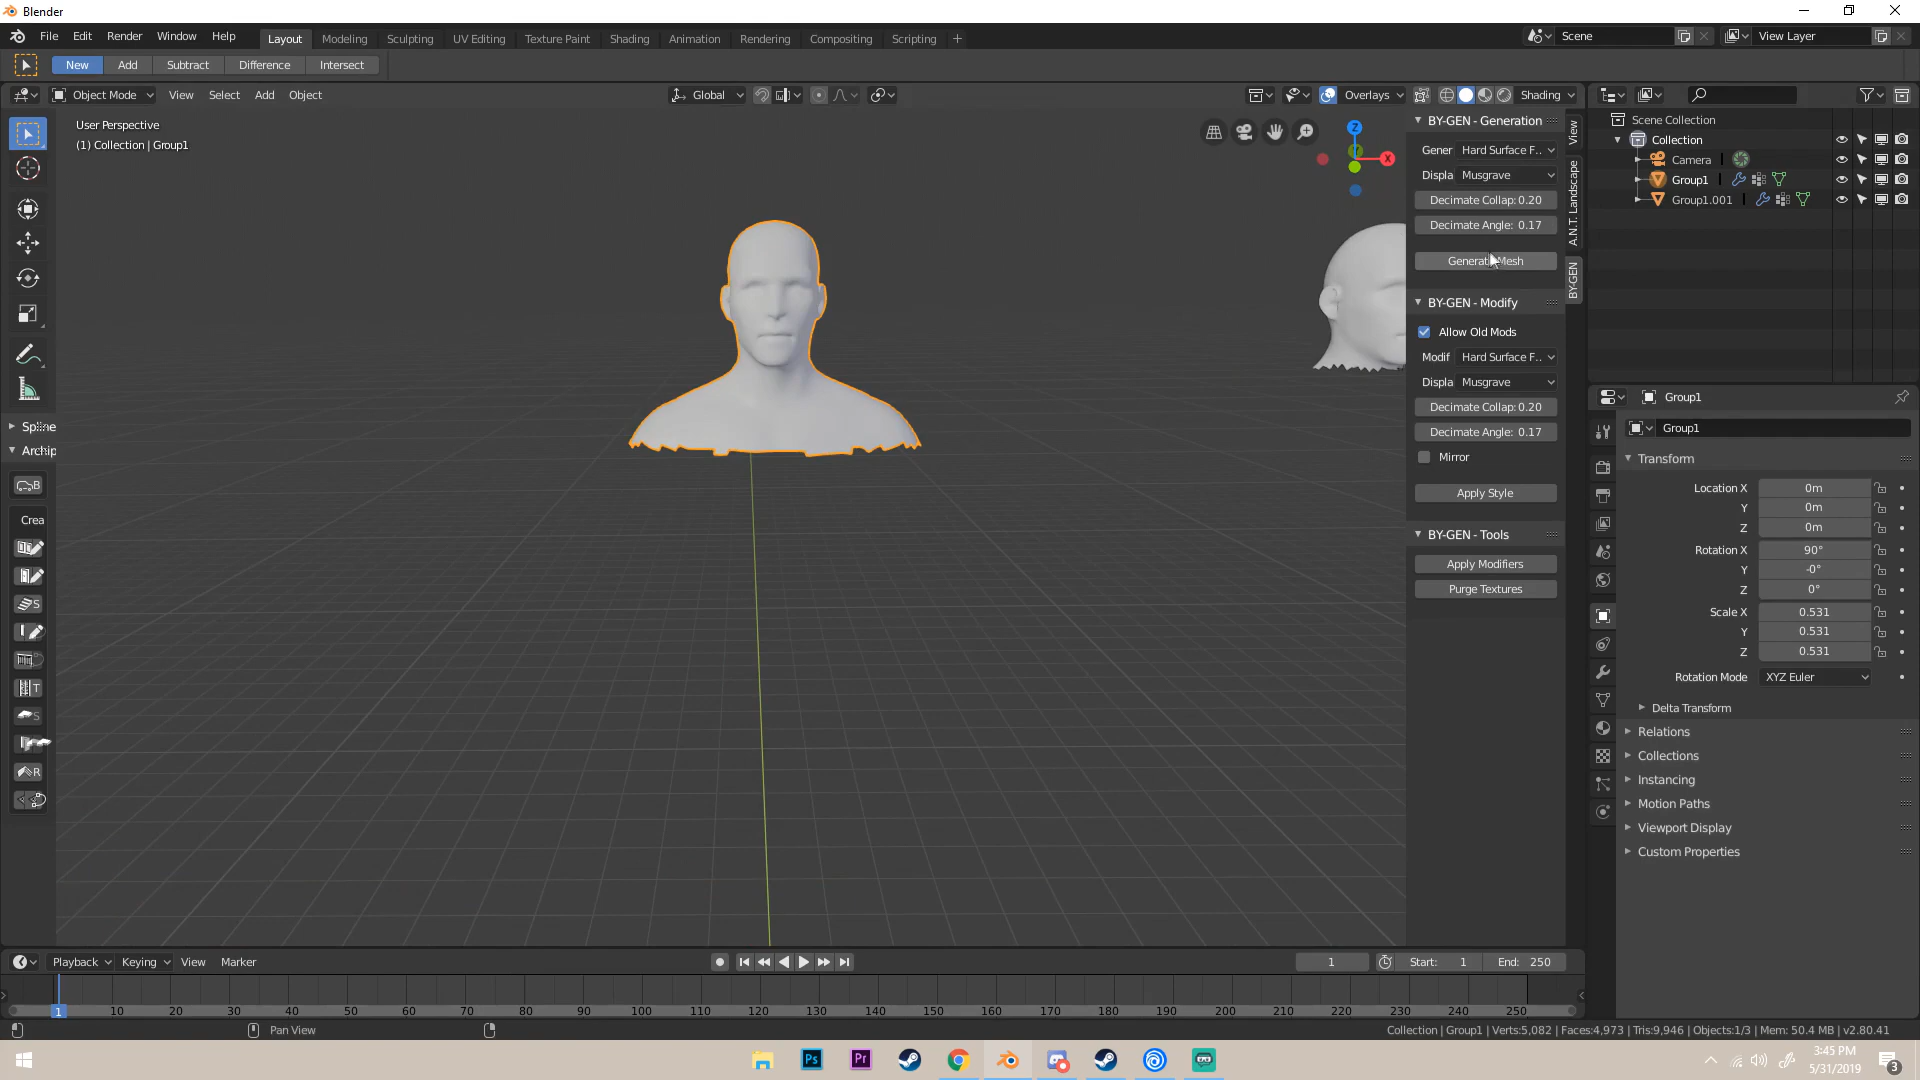 Blender
File Edit Render Window Help
Layout Modeling Sculpting UV Editing Texture Paint Shading Animation Rendering Compositing Scripting +
Scene
View Layer
New Add Subtract Difference Intersect
Object Mode View Select Add Object
Global
Overlays
Shading
User Perspective
(1) Collection | Group1
Z
Y
X
Spline
Archip
B
Crea
S
T
S
R
BY-GEN - Generation
Gener Hard Surface F..
Displa Musgrave
Decimate Collap: 0.20
Decimate Angle: 0.17
Generate Mesh
BY-GEN - Modify
Allow Old Mods
Modif Hard Surface F..
Displa Musgrave
Decimate Collap: 0.20
Decimate Angle: 0.17
Mirror
Apply Style
BY-GEN - Tools
Apply Modifiers
Purge Textures
View
A.N.T. Landscape
BY-GEN
Scene Collection
Collection
Camera
Group1
Group1.001
Group1
Group1
Transform
Location X 0m
Y 0m
Z 0m
Rotation X 90°
Y -0°
Z 0°
Scale X 0.531
Y 0.531
Z 0.531
Rotation Mode XYZ Euler
Delta Transform
Relations
Collections
Instancing
Motion Paths
Viewport Display
Custom Properties
Playback Keying View Marker
1
Start: 1
End: 250
1 10 20 30 40 50 60 70 80 90 100 110 120 130 140 150 160 170 180 190 200 210 220 230 240 250
Pan View
Collection | Group1 | Verts:5,082 | Faces:4,973 | Tris:9,946 | Objects:1/3 | Mem: 50.4 MB | v2.80.41
Ps
Pr
3:45 PM
5/31/2019
3